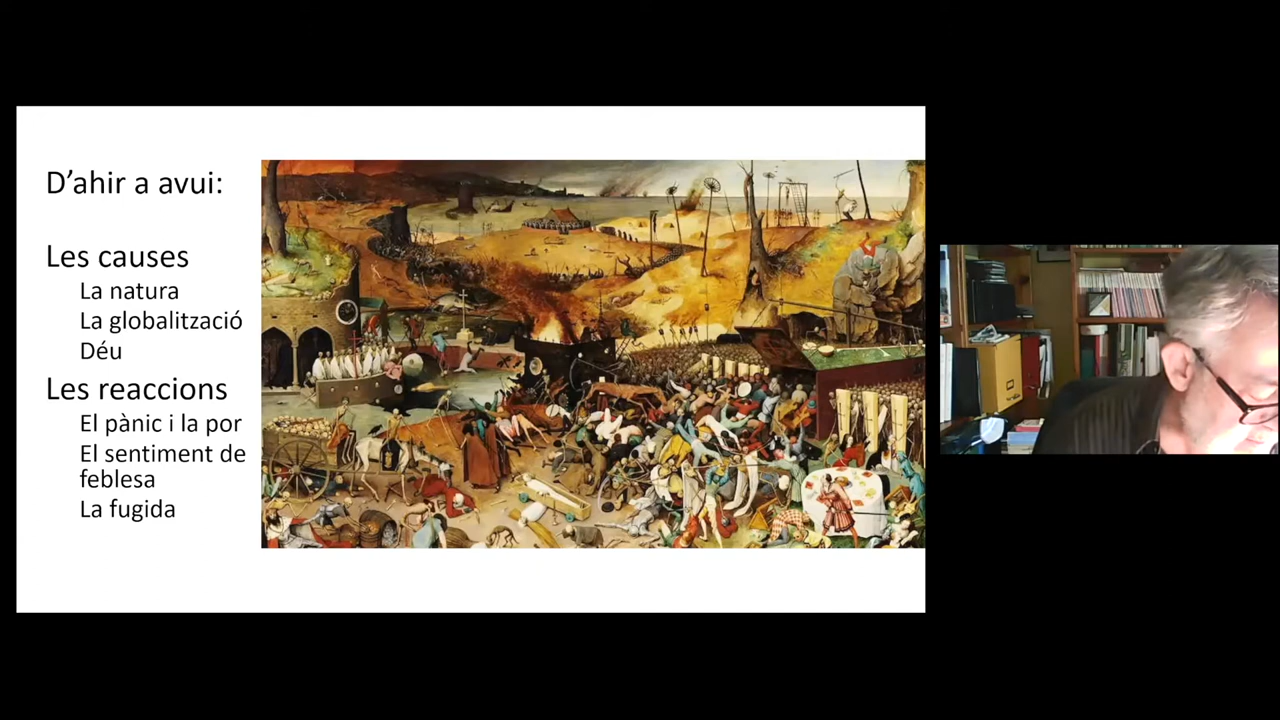 D’ahir a avui:
Les causes
La natura
La globalització
Déu
Les reaccions
El pànic i la por
El sentiment de
feblesa
La fugida